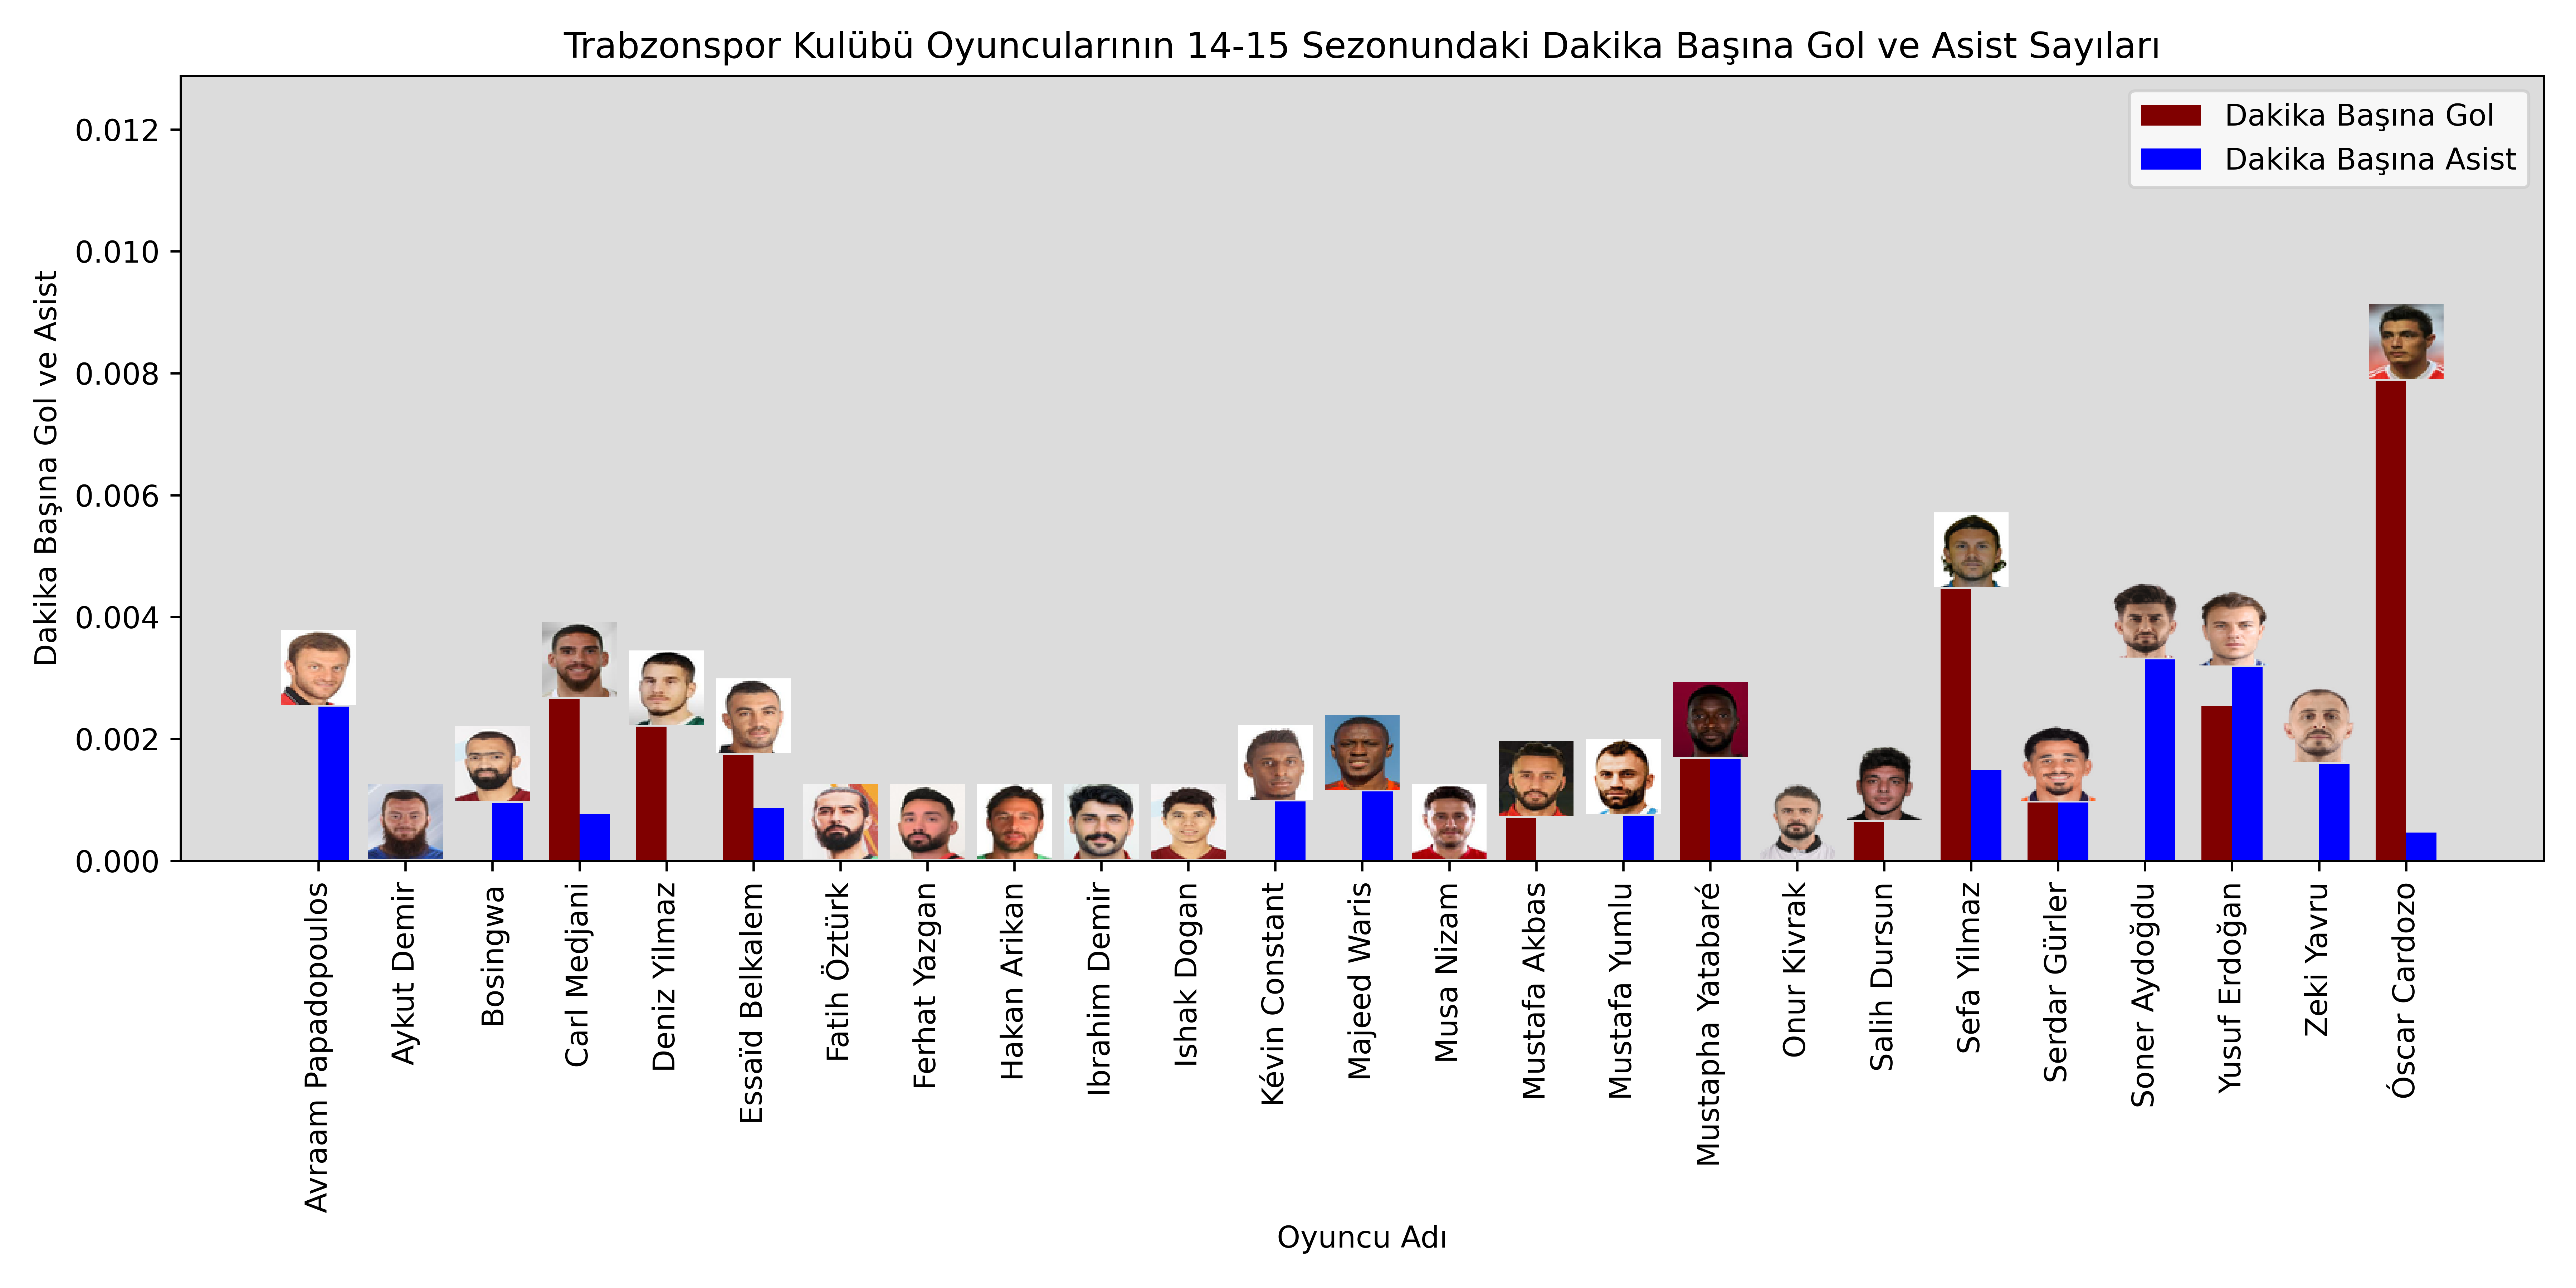 Trabzonspor Kulübü Oyuncularının 14-15 Sezonundaki Dakika Başına Gol ve Asist Sayıları
Dakika Başına Gol
Dakika Başına Asist
Dakika Başına Gol ve Asist
0.012
0.010
0.008
0.006
0.004
0.002
0.000
Avraam Papadopoulos
Aykut Demir
Bosingwa
Carl Medjani
Deniz Yilmaz
Essaïd Belkalem
Fatih Öztürk
Ferhat Yazgan
Hakan Arikan
Ibrahim Demir
Ishak Dogan
Kévin Constant
Majeed Waris
Musa Nizam
Mustafa Akbas
Mustafa Yumlu
Mustapha Yatabaré
Onur Kivrak
Salih Dursun
Sefa Yilmaz
Serdar Gürler
Soner Aydoğdu
Yusuf Erdoğan
Zeki Yavru
Óscar Cardozo
Oyuncu Adı